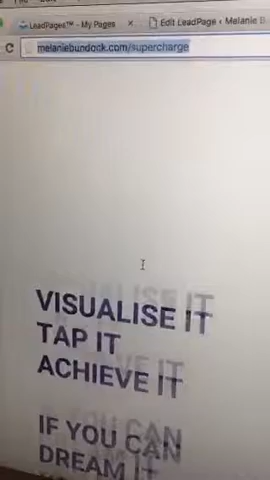 LeadPages™ - My Pages × Edit LeadPage ‹ Melanie B
melaniebundock.com/supercharge
VISUALISE IT
TAP IT
ACHIEVE IT
IF YOU CAN
DREAM IT